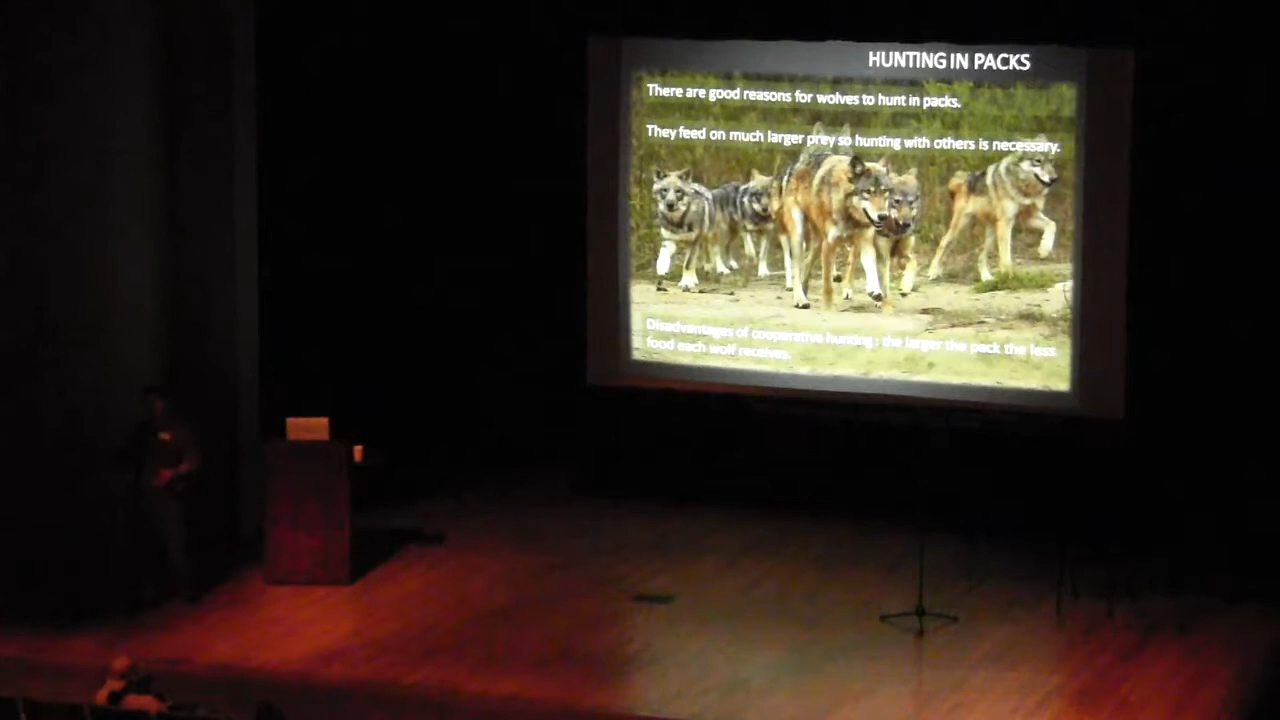 HUNTING IN PACKS
There are good reasons for wolves to hunt in packs.
They feed on much larger prey so hunting with others is necessary.
Disadvantages of cooperative hunting : the larger the pack the less
food each wolf receives.